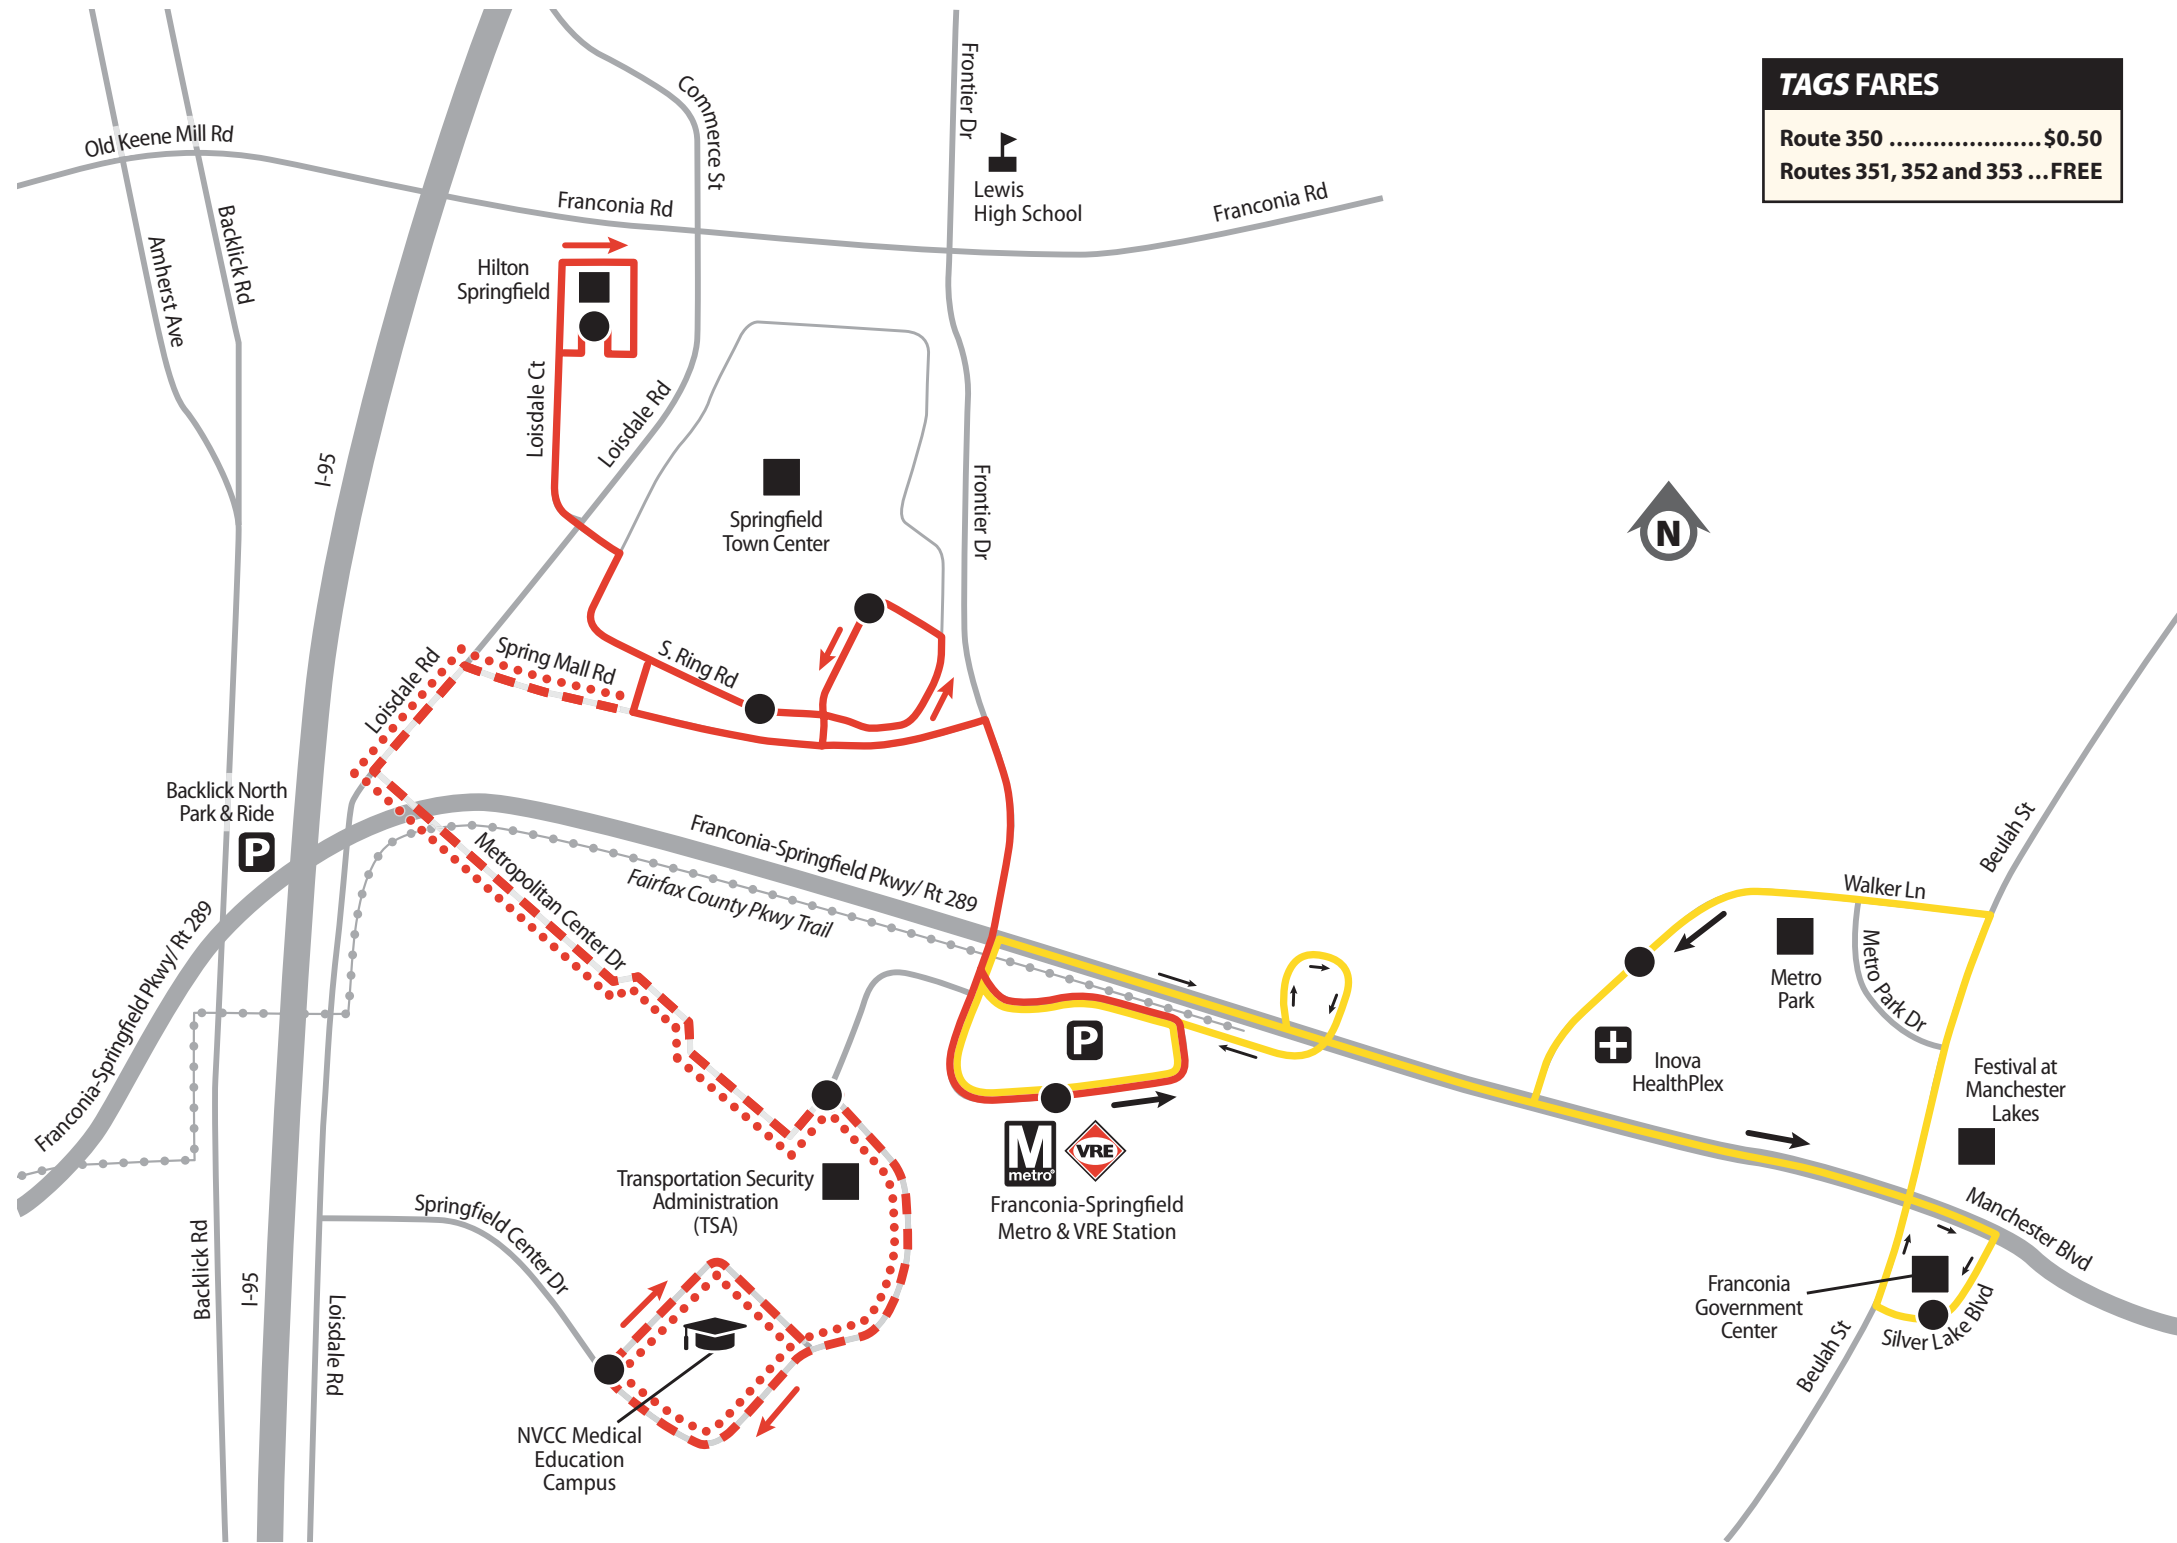 TAGS FARES
Route 350 .....................$0.50
Routes 351, 352 and 353 ...FREE
Old Keene Mill Rd
Backlick Rd
Amherst Ave
I-95
Commerce St
Franconia Rd
Frontier Dr
Lewis
High School
Franconia Rd
Hilton
Springfield
Loisdale Ct
Loisdale Rd
Springfield
Town Center
Frontier Dr
N
Spring Mall Rd
S. Ring Rd
Loisdale Rd
Backlick North
Park & Ride
P
Franconia-Springfield Pkwy/ Rt 289
Fairfax County Pkwy Trail
Metropolitan Center Dr
Franconia-Springfield Pkwy/ Rt 289
Beulah St
Walker Ln
Metro
Park
Metro Park Dr
Inova
HealthPlex
Festival at
Manchester
Lakes
P
M
metro
VRE
Franconia-Springfield
Metro & VRE Station
Transportation Security
Administration
(TSA)
Springfield Center Dr
Backlick Rd
I-95
Loisdale Rd
NVCC Medical
Education
Campus
Manchester Blvd
Franconia
Government
Center
Silver Lake Blvd
Beulah St